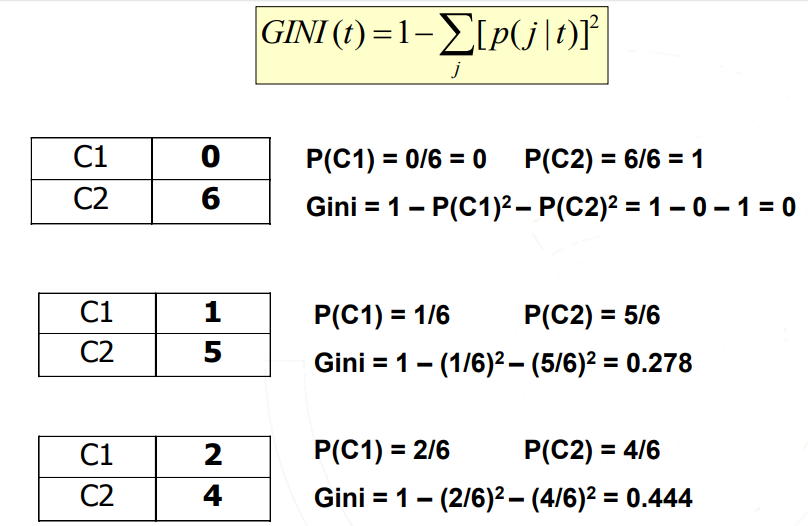 GINI(t) = 1 – ∑[p(j | t)]²
j
C1 0
C2 6
P(C1) = 0/6 = 0 P(C2) = 6/6 = 1
Gini = 1 – P(C1)² – P(C2)² = 1 – 0 – 1 = 0
C1 1
C2 5
P(C1) = 1/6 P(C2) = 5/6
Gini = 1 – (1/6)² – (5/6)² = 0.278
C1 2
C2 4
P(C1) = 2/6 P(C2) = 4/6
Gini = 1 – (2/6)² – (4/6)² = 0.444